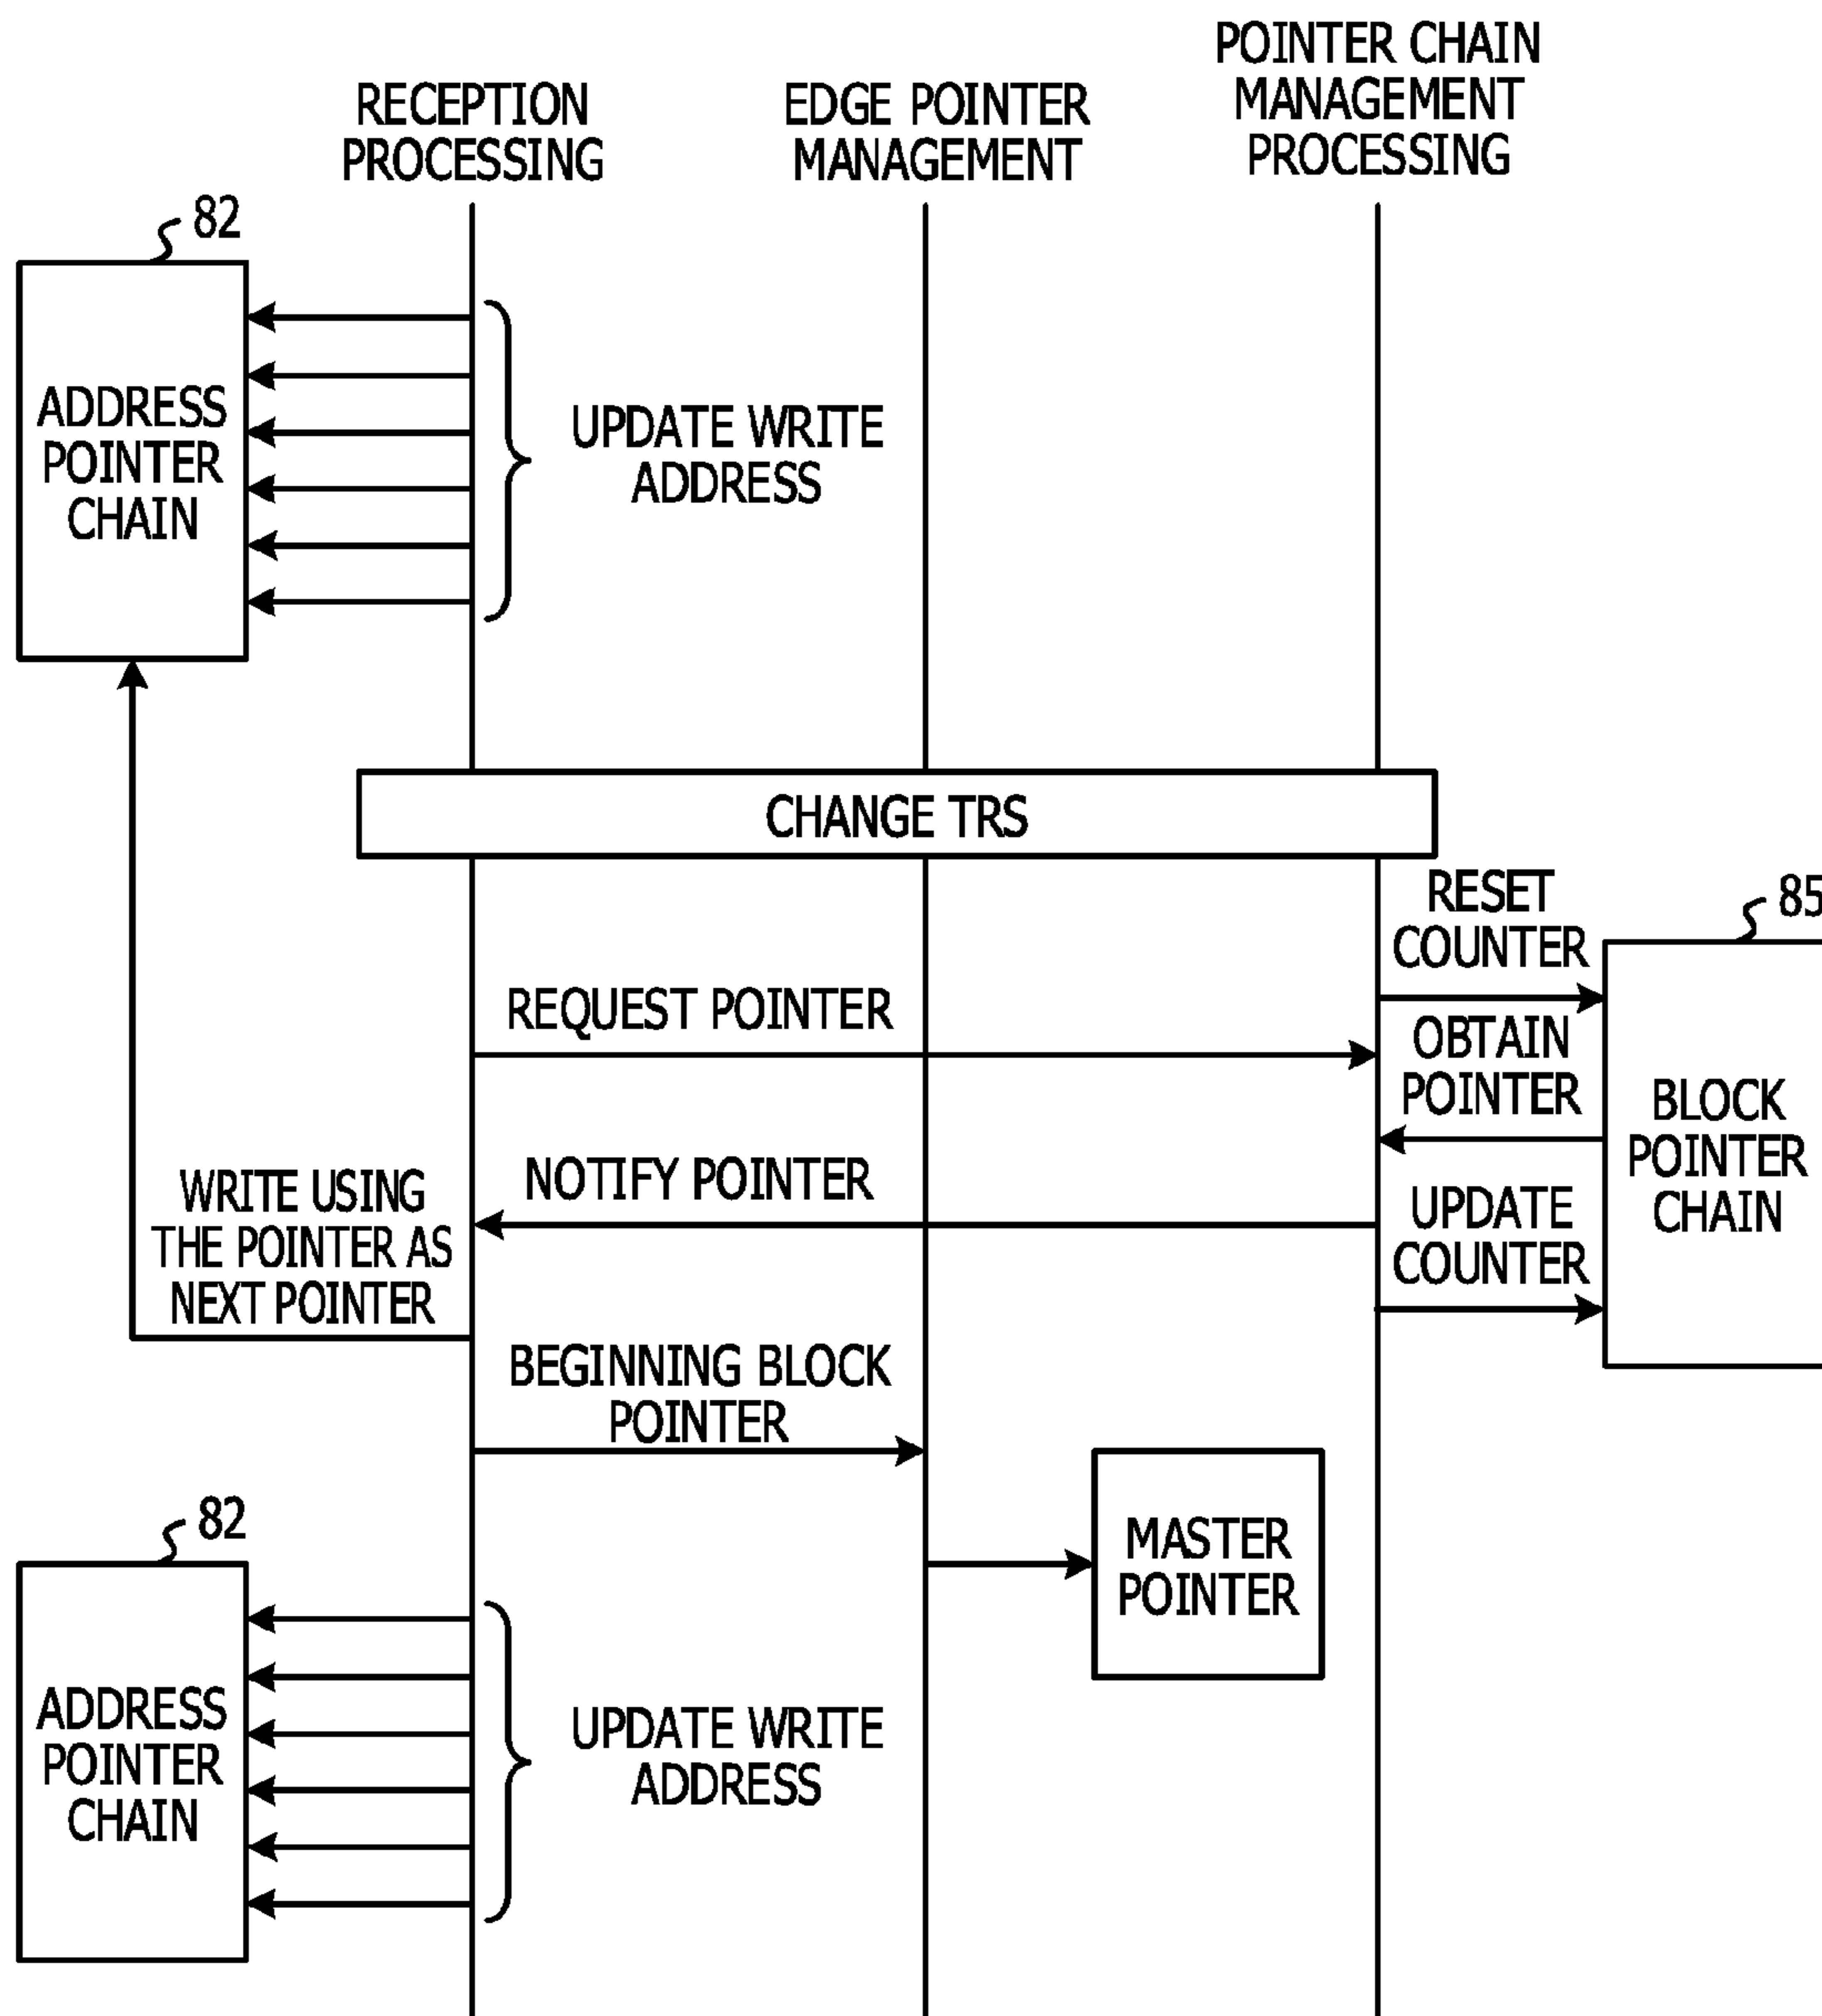 RECEPTION
PROCESSING
EDGE POINTER
MANAGEMENT
POINTER CHAIN
MANAGEMENT
PROCESSING
82
ADDRESS
POINTER
CHAIN
UPDATE WRITE
ADDRESS
CHANGE TRS
RESET
COUNTER
85
REQUEST POINTER
OBTAIN
POINTER
BLOCK
POINTER
CHAIN
NOTIFY POINTER
WRITE USING
THE POINTER AS
NEXT POINTER
UPDATE
COUNTER
BEGINNING BLOCK
POINTER
MASTER
POINTER
82
ADDRESS
POINTER
CHAIN
UPDATE WRITE
ADDRESS